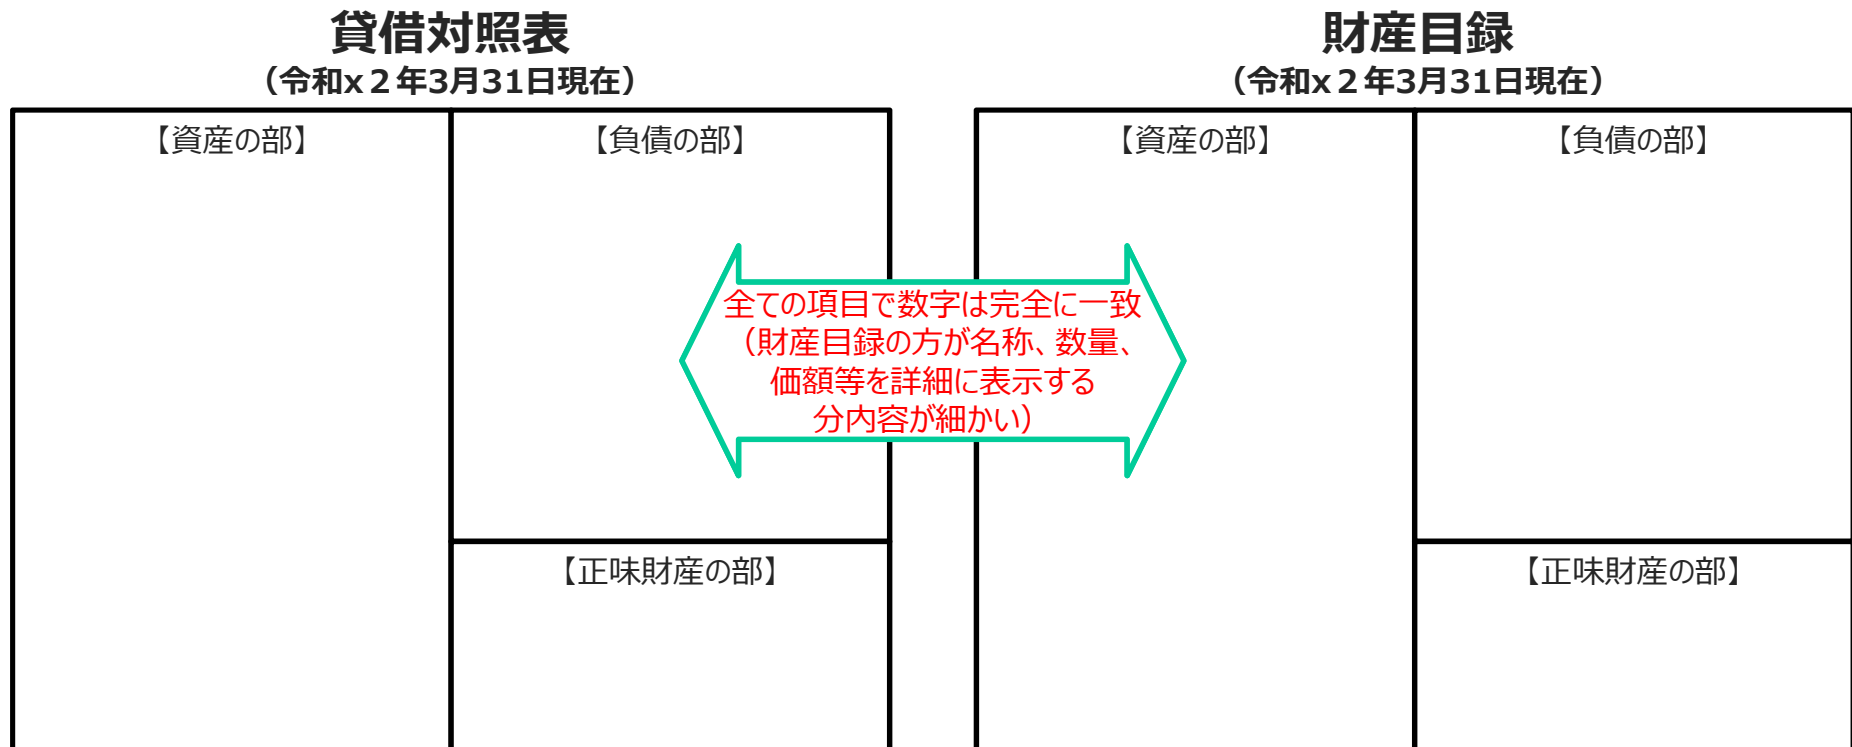 貸借対照表
（令和x２年3月31日現在）
【資産の部】
【負債の部】
【正味財産の部】
全ての項目で数字は完全に一致
（財産目録の方が名称、数量、
価額等を詳細に表示する
分内容が細かい）
財産目録
（令和x２年3月31日現在）
【資産の部】
【負債の部】
【正味財産の部】